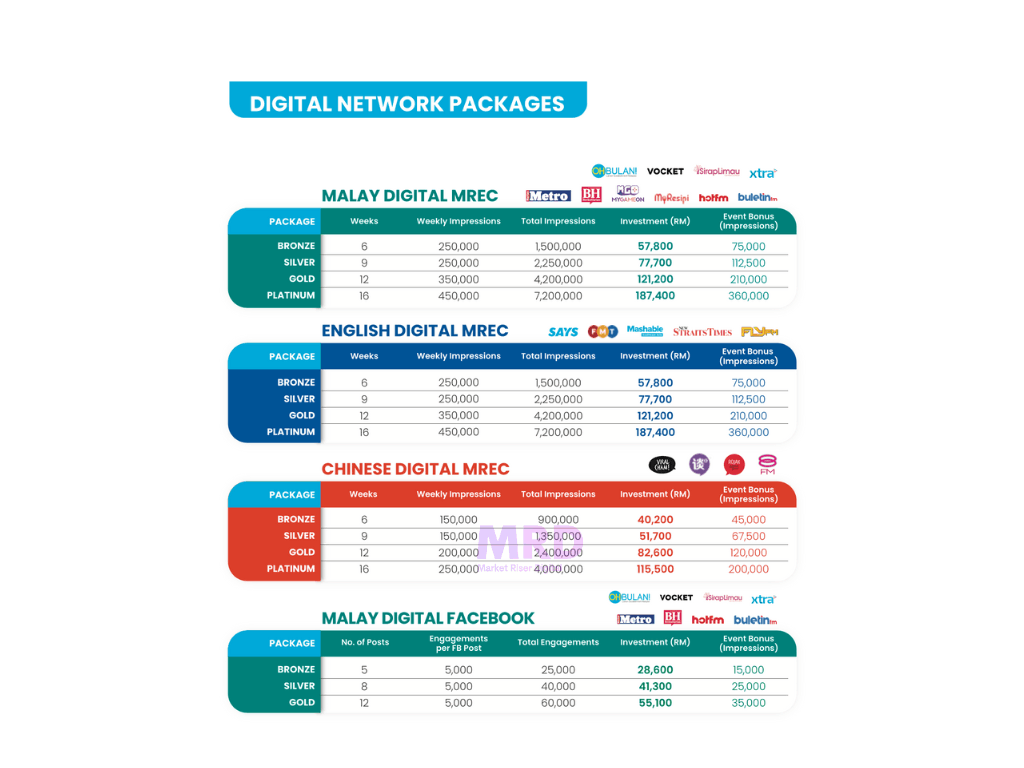 DIGITAL NETWORK PACKAGES
OHBULAN! VOCKET iSirapLimau xtra
MALAY DIGITAL MREC Metro BH MGO MYGAMEON MyResipi hotfm buletinfm
PACKAGE Weeks Weekly Impressions Total Impressions Investment (RM) Event Bonus (Impressions)
BRONZE 6 250,000 1,500,000 57,800 75,000
SILVER 9 250,000 2,250,000 77,700 112,500
GOLD 12 350,000 4,200,000 121,200 210,000
PLATINUM 16 450,000 7,200,000 187,400 360,000
ENGLISH DIGITAL MREC SAYS FMT Mashable NEW STRAITS TIMES FLYFM
PACKAGE Weeks Weekly Impressions Total Impressions Investment (RM) Event Bonus (Impressions)
BRONZE 6 250,000 1,500,000 57,800 75,000
SILVER 9 250,000 2,250,000 77,700 112,500
GOLD 12 350,000 4,200,000 121,200 210,000
PLATINUM 16 450,000 7,200,000 187,400 360,000
CHINESE DIGITAL MREC VIRAL CHAM! 谈 FM
PACKAGE Weeks Weekly Impressions Total Impressions Investment (RM) Event Bonus (Impressions)
BRONZE 6 150,000 900,000 40,200 45,000
SILVER 9 150,000 1,350,000 51,700 67,500
GOLD 12 200,000 2,400,000 82,600 120,000
PLATINUM 16 250,000 4,000,000 115,500 200,000
MRD
Market Riser
OHBULAN! VOCKET iSirapLimau xtra
MALAY DIGITAL FACEBOOK Metro BH hotfm buletinfm
PACKAGE No. of Posts Engagements per FB Post Total Engagements Investment (RM) Event Bonus (Impressions)
BRONZE 5 5,000 25,000 28,600 15,000
SILVER 8 5,000 40,000 41,300 25,000
GOLD 12 5,000 60,000 55,100 35,000